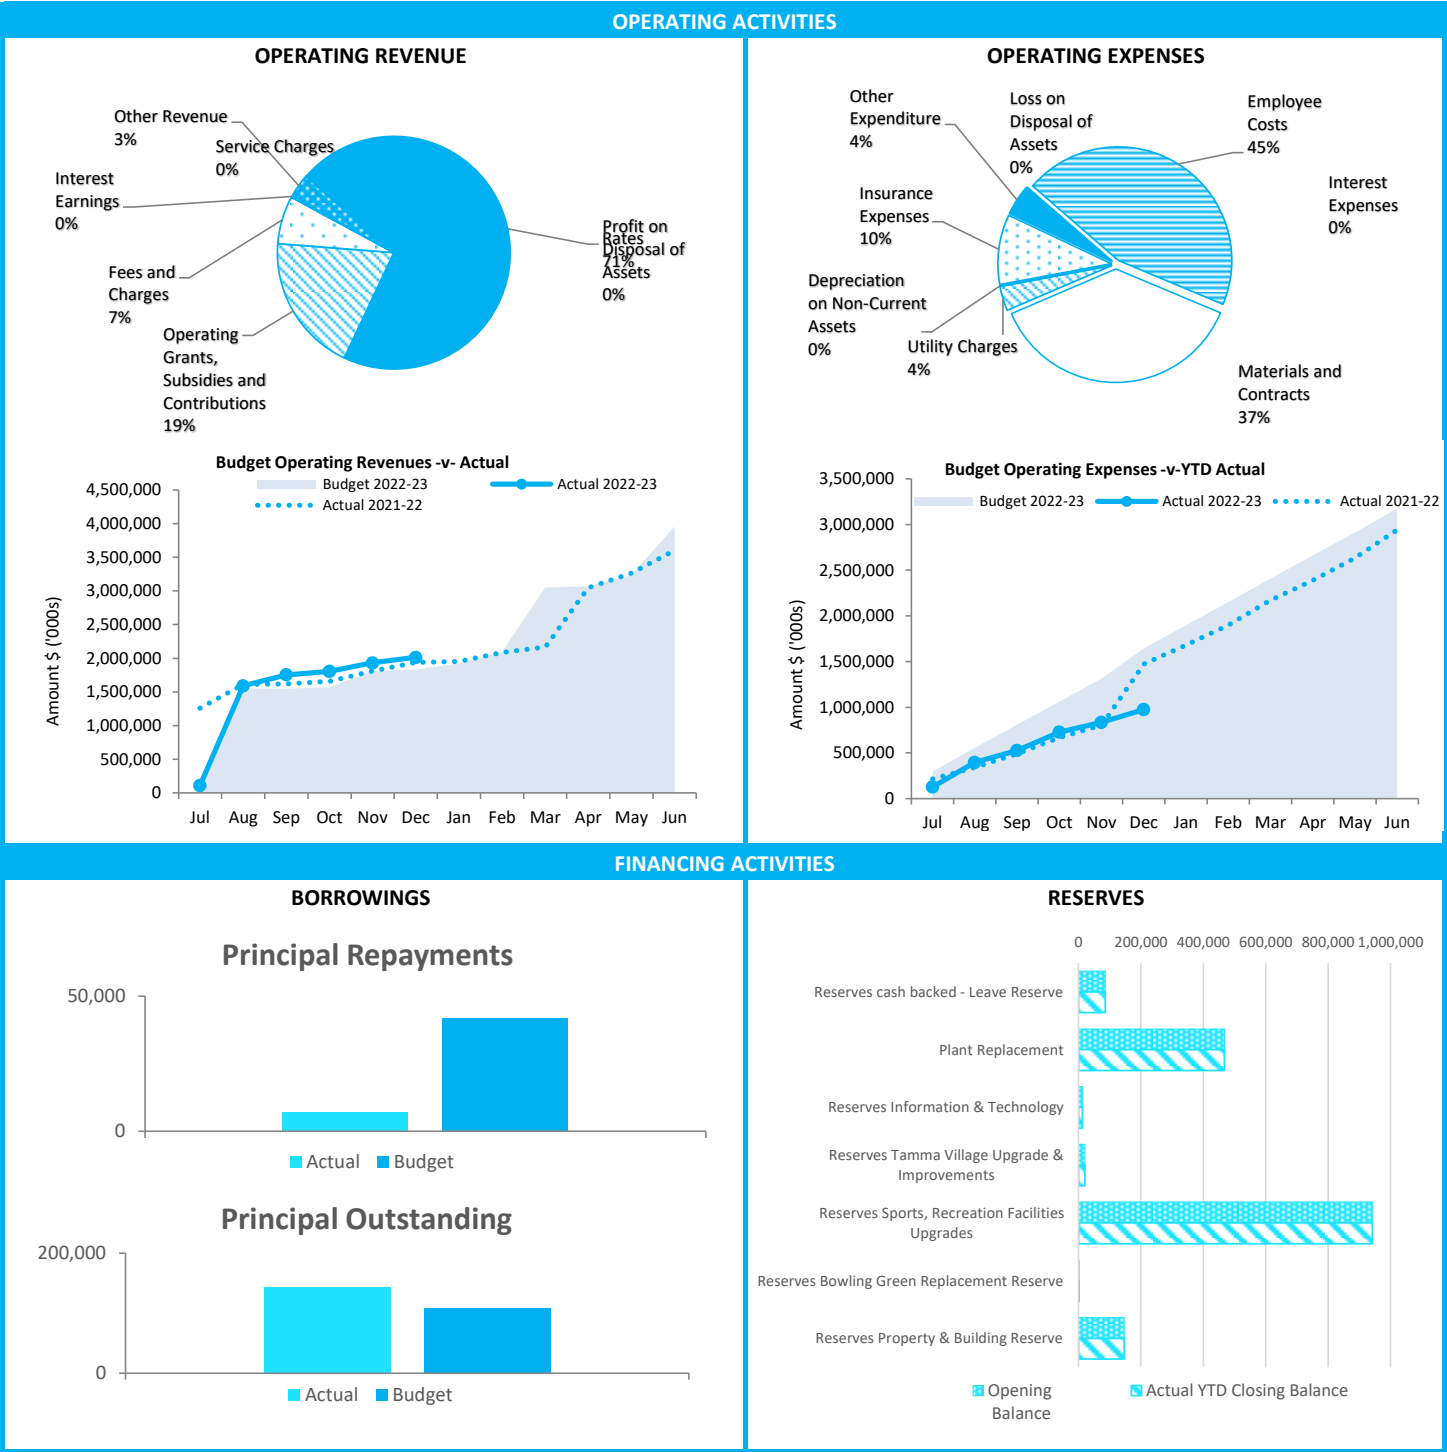 OPERATING ACTIVITIES
OPERATING REVENUE
Other Revenue
3%
Service Charges
0%
Interest
Earnings
0%
Fees and
Charges
7%
Operating
Grants,
Subsidies and
Contributions
19%
Rates
71%
Profit on
Disposal of
Assets
0%
OPERATING EXPENSES
Other
Expenditure
4%
Loss on
Disposal of
Assets
0%
Employee
Costs
45%
Interest
Expenses
0%
Insurance
Expenses
10%
Depreciation
on Non-Current
Assets
0%
Utility Charges
4%
Materials and
Contracts
37%
Budget Operating Revenues -v- Actual
Budget 2022-23
Actual 2022-23
Actual 2021-22
Amount $ ('000s)
4,500,000
4,000,000
3,500,000
3,000,000
2,500,000
2,000,000
1,500,000
1,000,000
500,000
0
Jul Aug Sep Oct Nov Dec Jan Feb Mar Apr May Jun
Budget Operating Expenses -v-YTD Actual
Budget 2022-23 Actual 2022-23 Actual 2021-22
Amount $ ('000s)
3,500,000
3,000,000
2,500,000
2,000,000
1,500,000
1,000,000
500,000
0
Jul Aug Sep Oct Nov Dec Jan Feb Mar Apr May Jun
FINANCING ACTIVITIES
BORROWINGS
Principal Repayments
50,000
0
Actual Budget
Principal Outstanding
200,000
0
Actual Budget
RESERVES
0 200,000 400,000 600,000 800,000 1,000,000
Reserves cash backed - Leave Reserve
Plant Replacement
Reserves Information & Technology
Reserves Tamma Village Upgrade &
Improvements
Reserves Sports, Recreation Facilities
Upgrades
Reserves Bowling Green Replacement Reserve
Reserves Property & Building Reserve
Opening
Balance
Actual YTD Closing Balance